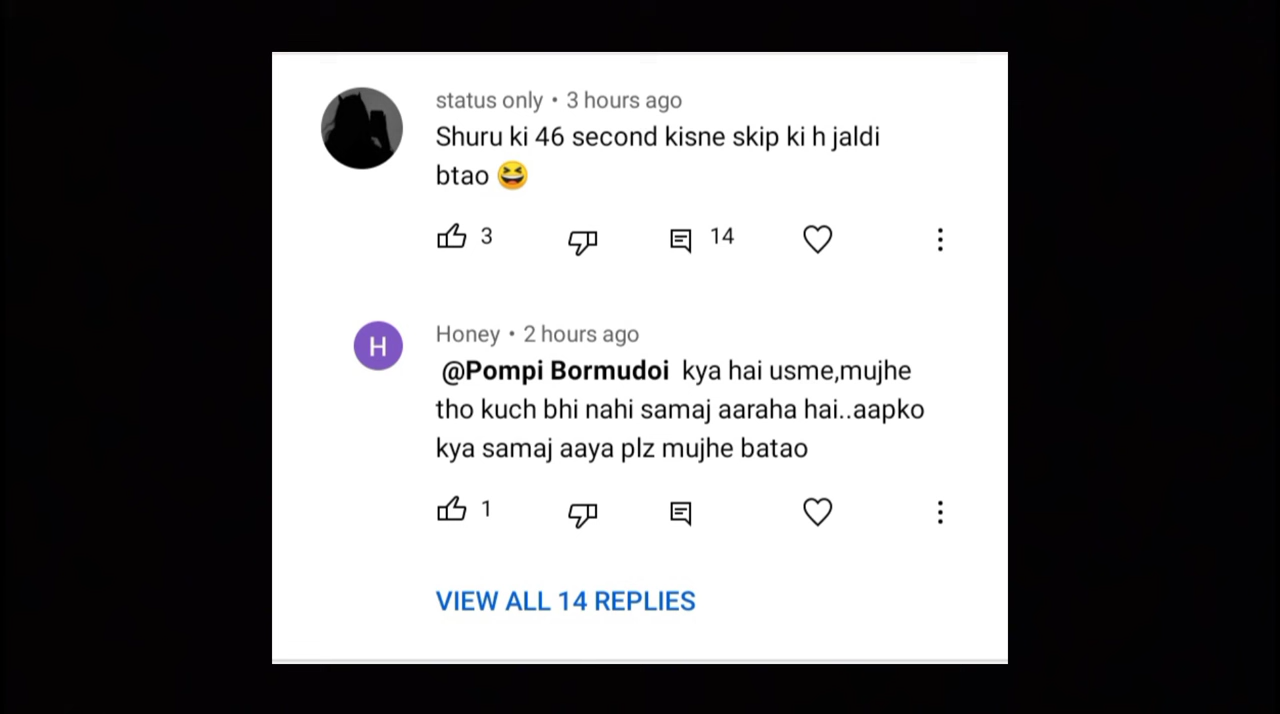 status only • 3 hours ago
Shuru ki 46 second kisne skip ki h jaldi
btao 😆
3
14
H
Honey • 2 hours ago
@Pompi Bormudoi kya hai usme,mujhe
tho kuch bhi nahi samaj aaraha hai..aapko
kya samaj aaya plz mujhe batao
1
VIEW ALL 14 REPLIES